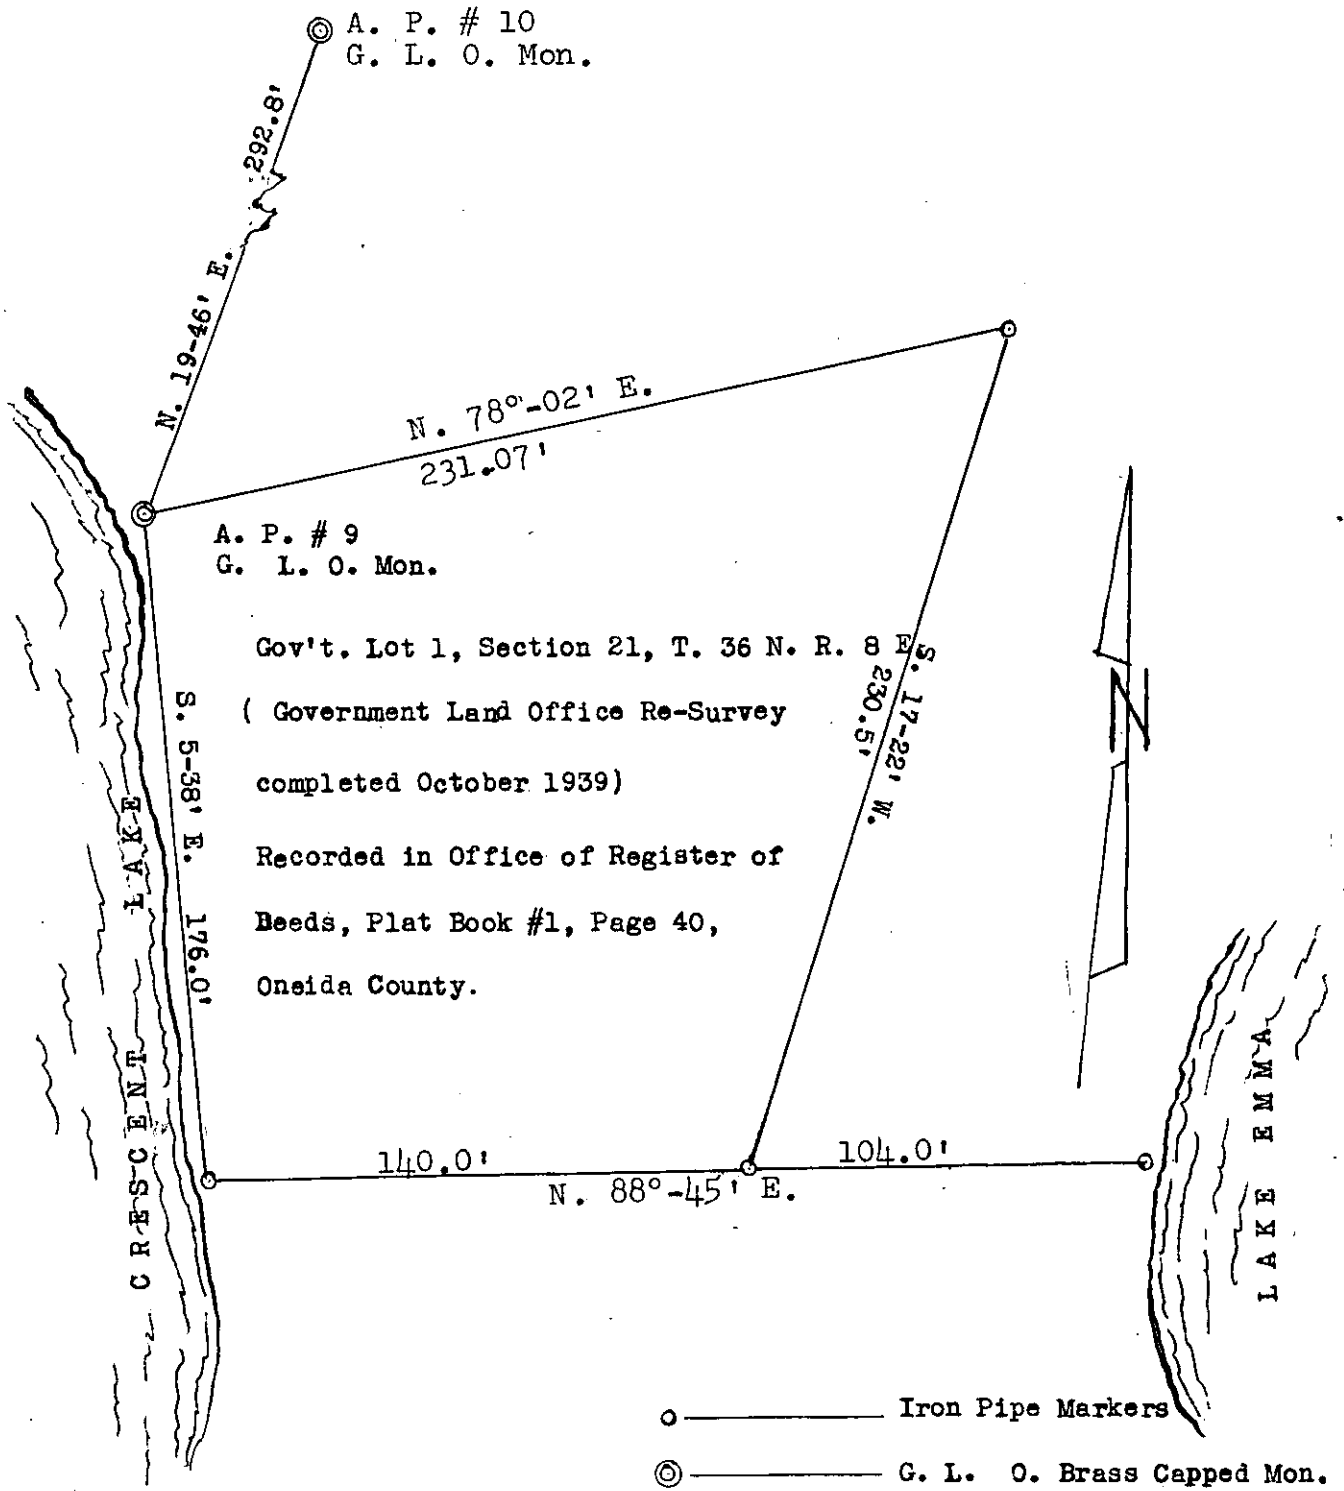 A. P. # 10
G. L. O. Mon.
292.8'
N. 19-46' E.
N. 78°-02' E.
231.07'
A. P. # 9
G. L. O. Mon.
Gov't. Lot 1, Section 21, T. 36 N. R. 8 E.
( Government Land Office Re-Survey
completed October 1939)
Recorded in Office of Register of
Deeds, Plat Book #1, Page 40,
Oneida County.
S. 17-22' W.
230.5'
N
S. 5-38' E. 176.0'
CRESCENT LAKE
LAKE EMMA
140.0'
104.0'
N. 88°-45' E.
Iron Pipe Markers
G. L. O. Brass Capped Mon.